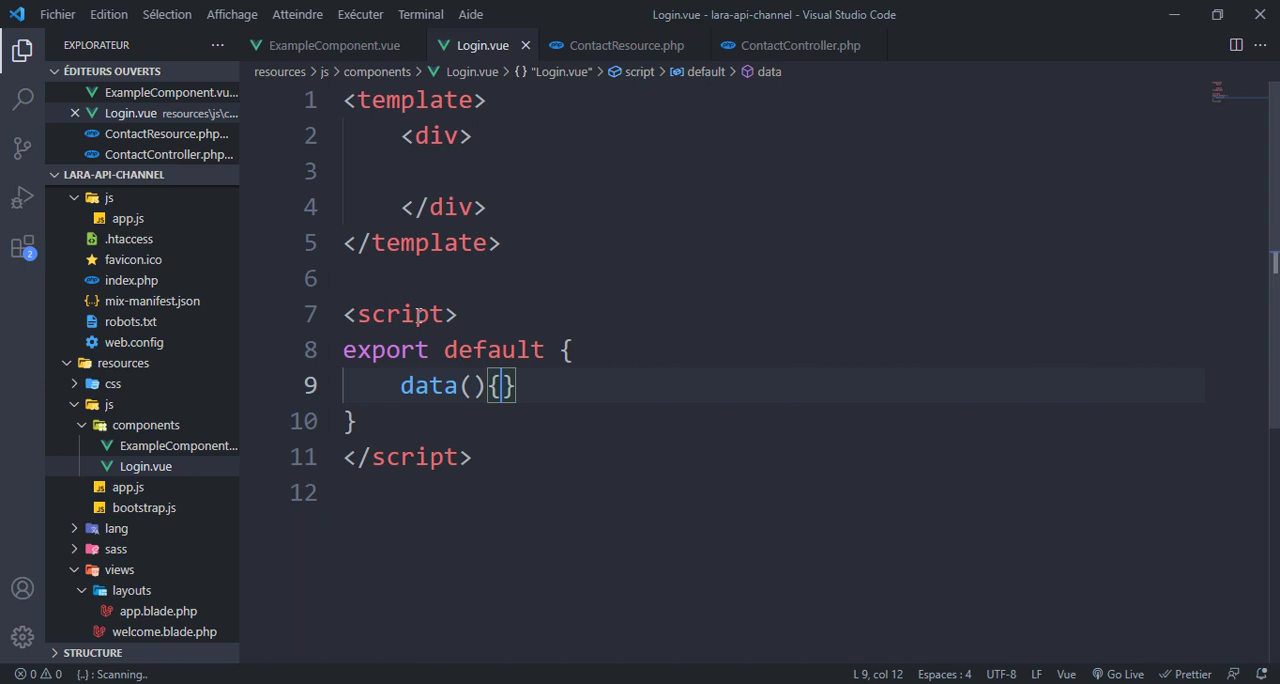 Fichier Edition Sélection Affichage Atteindre Exécuter Terminal Aide Login.vue - lara-api-channel - Visual Studio Code
EXPLORATEUR ··· ExampleComponent.vue Login.vue ContactResource.php ContactController.php ···
resources > js > components > Login.vue > {} "Login.vue" > script > default > data
ÉDITEURS OUVERTS
ExampleComponent.vu...
Login.vue resources\js\c...
ContactResource.php...
ContactController.php...
LARA-API-CHANNEL
js
app.js
.htaccess
favicon.ico
index.php
mix-manifest.json
robots.txt
web.config
resources
css
js
components
ExampleComponent...
Login.vue
app.js
bootstrap.js
lang
sass
views
layouts
app.blade.php
welcome.blade.php
STRUCTURE
1 <template>
2 <div>
3
4 </div>
5 </template>
6
7 <script>
8 export default {
9 data(){}
10 }
11 </script>
12
2
0 0 {..} : Scanning.. L 9, col 12 Espaces : 4 UTF-8 LF Vue Go Live Prettier